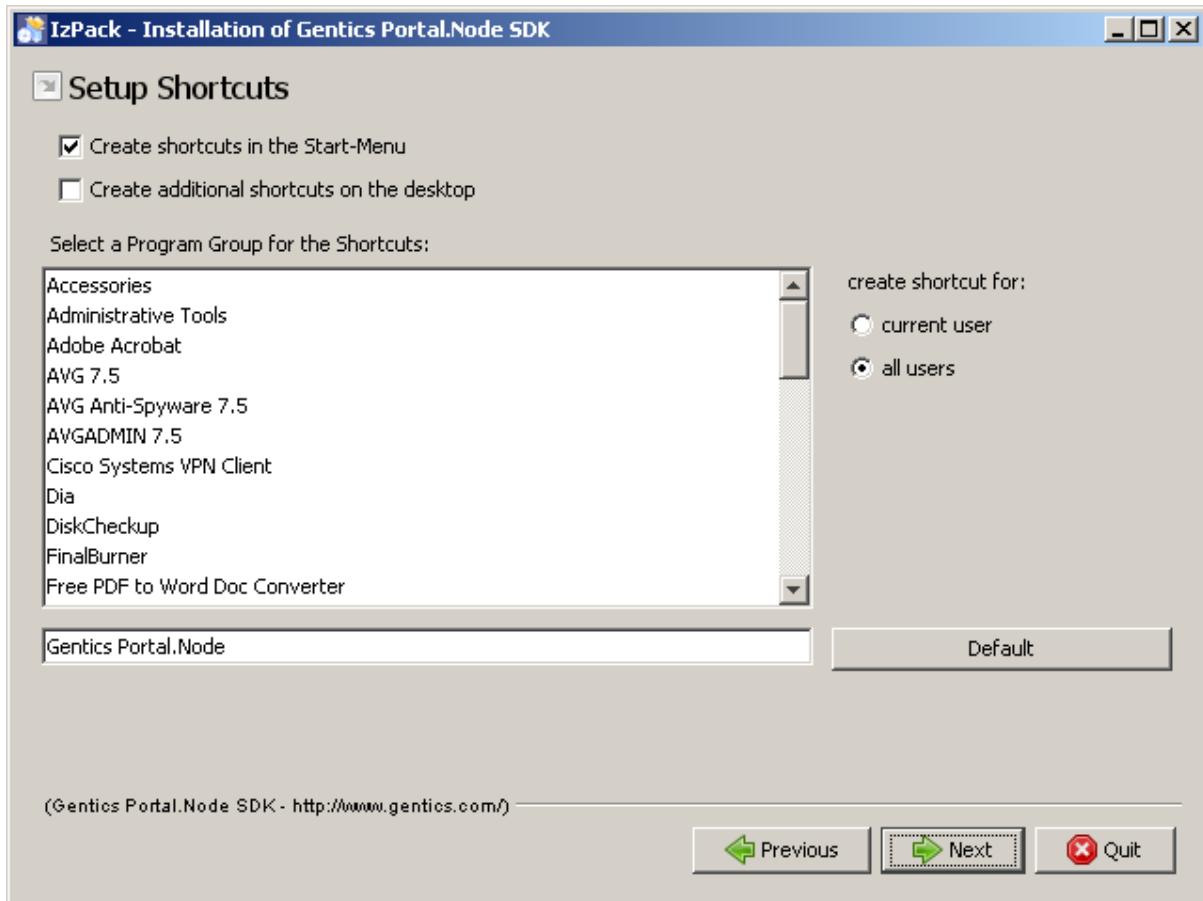 IzPack - Installation of Gentics Portal.Node SDK
Setup Shortcuts
Create shortcuts in the Start-Menu
Create additional shortcuts on the desktop
Select a Program Group for the Shortcuts:
Accessories
Administrative Tools
Adobe Acrobat
AVG 7.5
AVG Anti-Spyware 7.5
AVGADMIN 7.5
Cisco Systems VPN Client
Dia
DiskCheckup
FinalBurner
Free PDF to Word Doc Converter
create shortcut for:
current user
all users
Gentics Portal.Node
Default
(Gentics Portal.Node SDK - http://www.gentics.com/)
Previous
Next
Quit